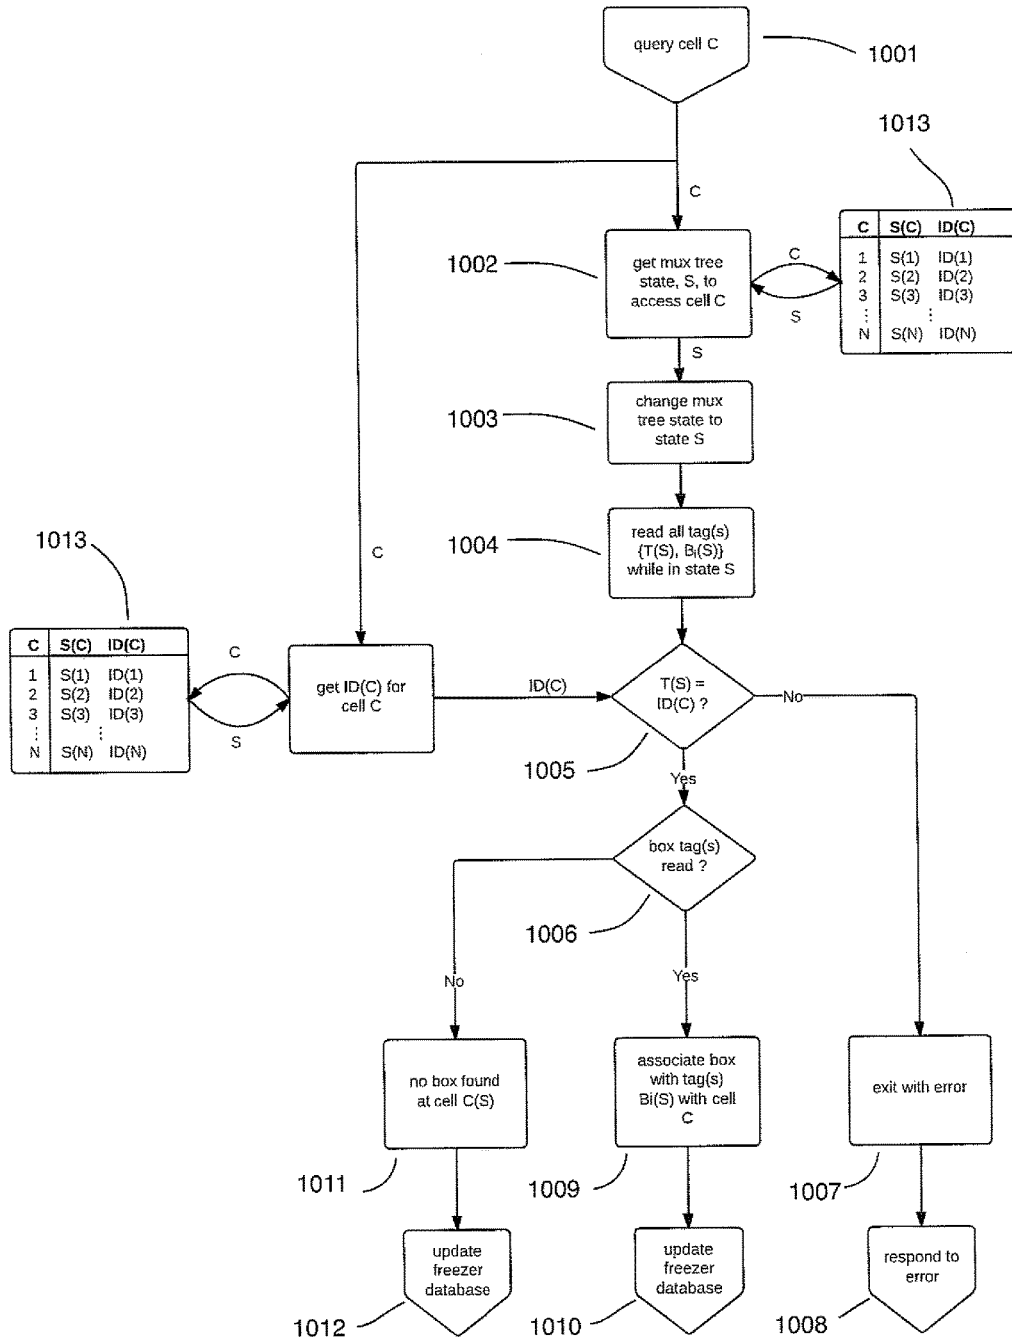 query cell C
1001
1013
C
C S(C) ID(C)
1 S(1) ID(1)
2 S(2) ID(2)
3 S(3) ID(3)
⋮ ⋮
N S(N) ID(N)
1002
get mux tree
state, S, to
access cell C
C
S
S
1003
change mux
tree state to
state S
1004
read all tag(s)
{T(S), Bi(S)}
while in state S
C
1013
C S(C) ID(C)
1 S(1) ID(1)
2 S(2) ID(2)
3 S(3) ID(3)
⋮ ⋮
N S(N) ID(N)
C
S
get ID(C) for
cell C
ID(C)
T(S) =
ID(C) ?
No
1005
Yes
box tag(s)
read ?
1006
No
Yes
no box found
at cell C(S)
associate box
with tag(s)
Bi(S) with cell
C
exit with error
1011
1009
1007
update
freezer
database
update
freezer
database
respond to
error
1012
1010
1008